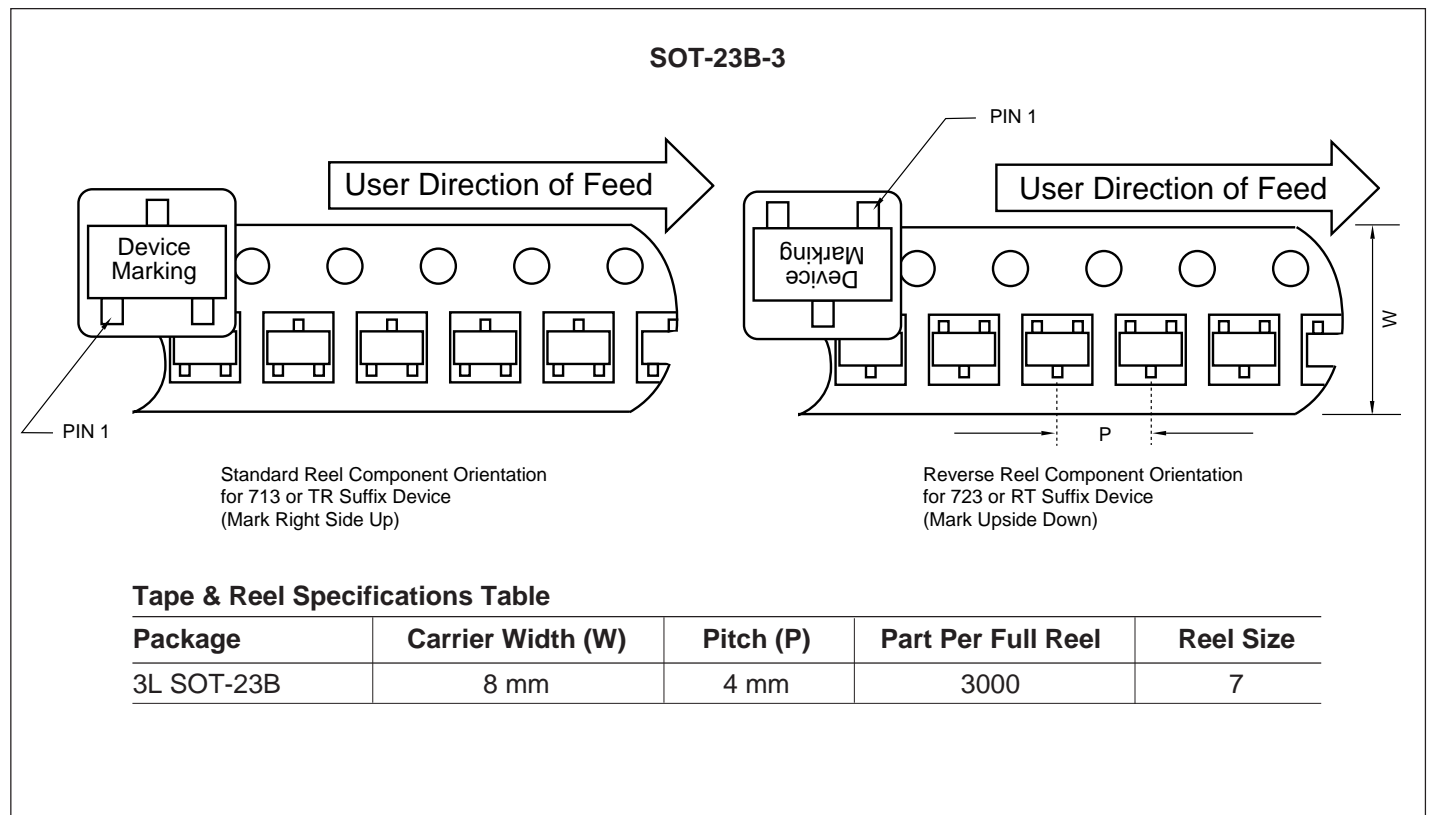 SOT-23B-3
PIN 1
User Direction of Feed
Device
Marking
PIN 1
Standard Reel Component Orientation
for 713 or TR Suffix Device
(Mark Right Side Up)
User Direction of Feed
Device
Marking
W
P
Reverse Reel Component Orientation
for 723 or RT Suffix Device
(Mark Upside Down)
Tape & Reel Specifications Table
Package Carrier Width (W) Pitch (P) Part Per Full Reel Reel Size
3L SOT-23B 8 mm 4 mm 3000 7